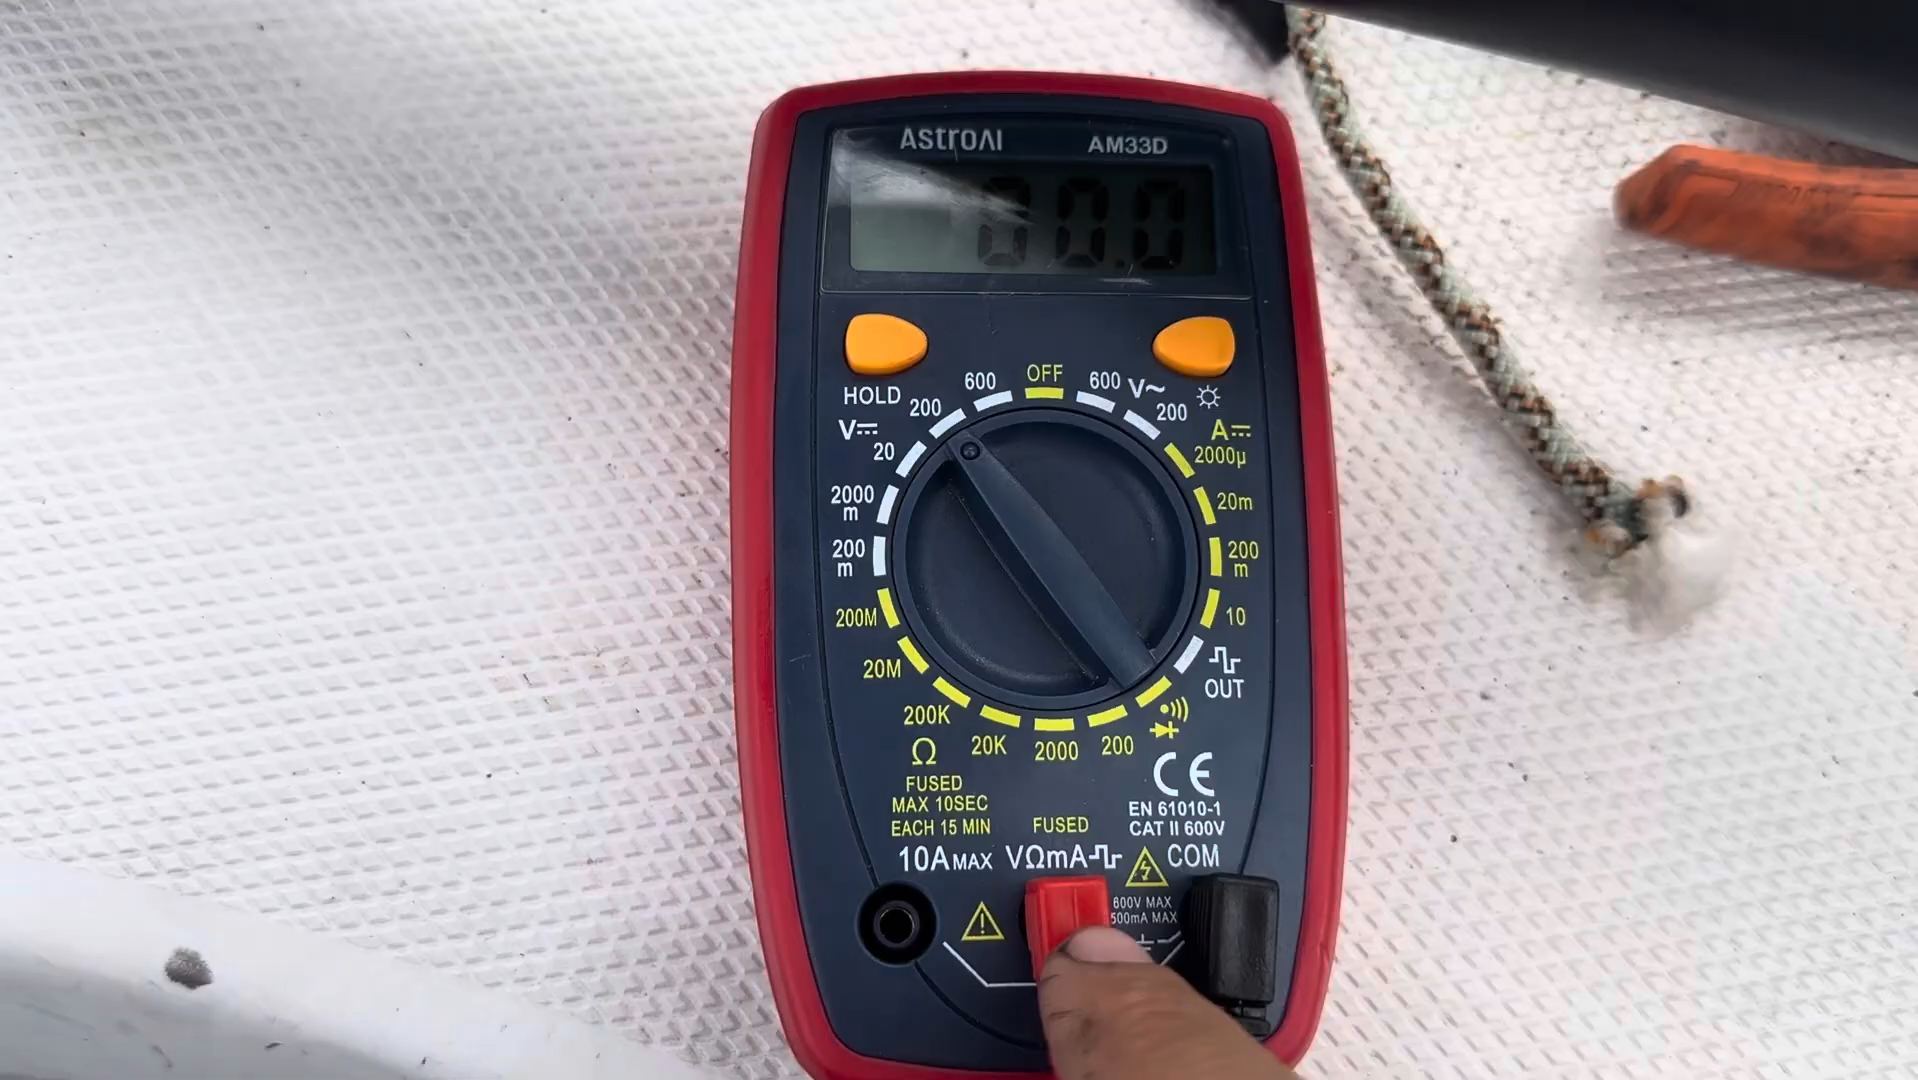 ASTROAI AM33D
00.0
HOLD
600
OFF
600
V~
200
200
V⎓
20
A⎓
2000µ
2000
m
20m
200
m
200
m
200M
10
20M
OUT
200K
20K
2000
200
Ω
FUSED
MAX 10SEC
EACH 15 MIN
FUSED
CE
EN 61010-1
CAT II 600V
10A MAX
VΩmA
COM
600V MAX
500mA MAX